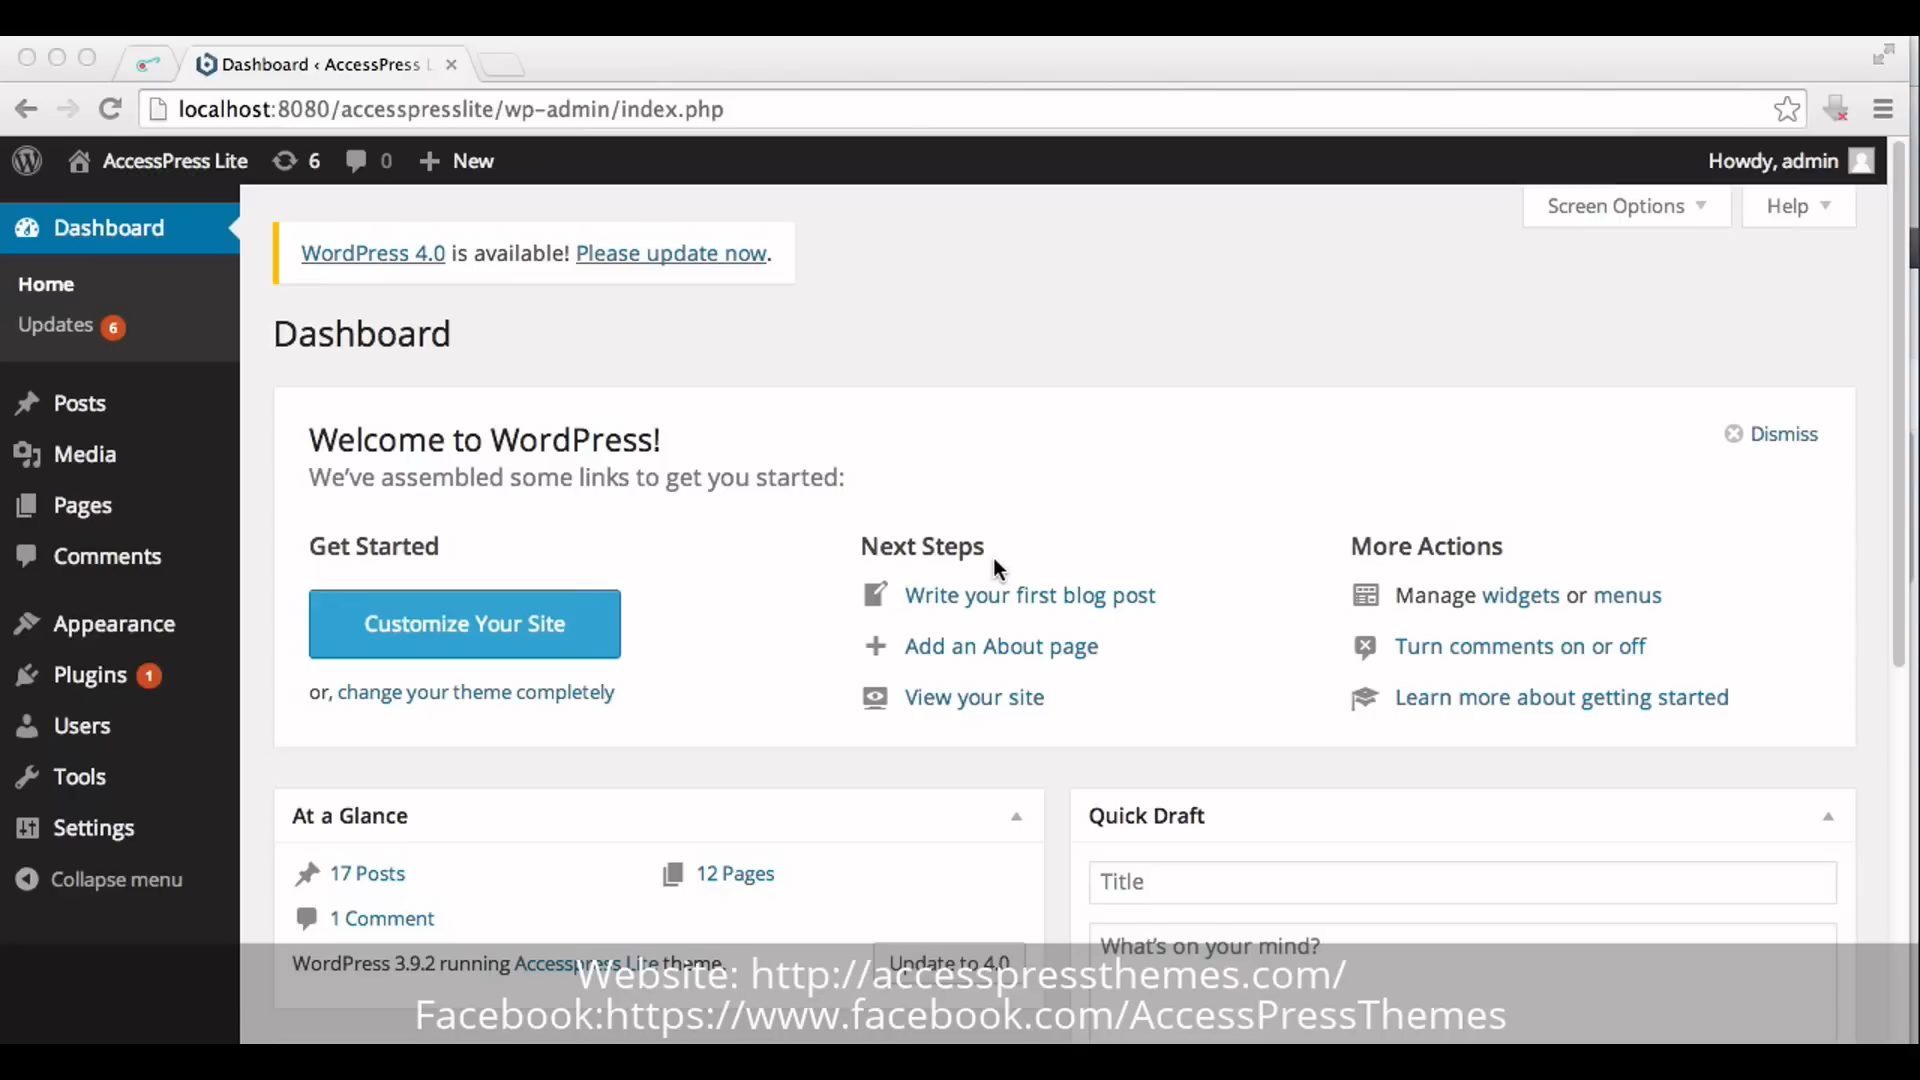 Dashboard ‹ AccessPress L
localhost:8080/accesspresslite/wp-admin/index.php
AccessPress Lite 6 0 New
Howdy, admin
Screen Options
Help
Dashboard
Home
Updates 6
Posts
Media
Pages
Comments
Appearance
Plugins 1
Users
Tools
Settings
Collapse menu
WordPress 4.0 is available! Please update now.
Dashboard
Welcome to WordPress!
We've assembled some links to get you started:
Dismiss
Get Started
Customize Your Site
or, change your theme completely
Next Steps
Write your first blog post
Add an About page
View your site
More Actions
Manage widgets or menus
Turn comments on or off
Learn more about getting started
At a Glance
17 Posts
12 Pages
1 Comment
WordPress 3.9.2 running Accesspress Lite theme.
Update to 4.0
Quick Draft
Title
What's on your mind?
Website: http://accesspressthemes.com/
Facebook:https://www.facebook.com/AccessPressThemes